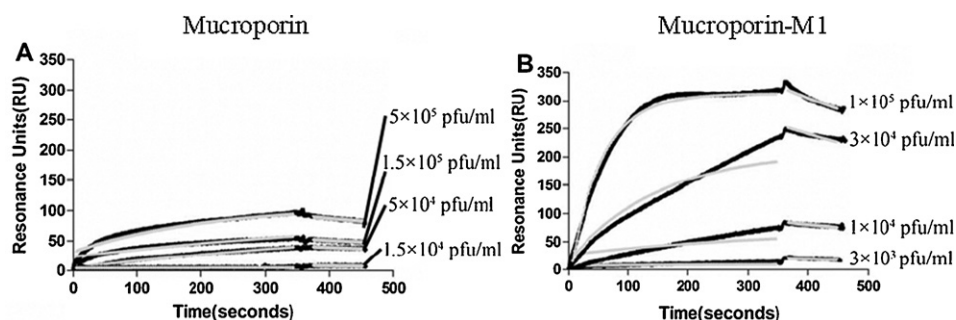 Mucroporin
Mucroporin-M1
A
Resonance Units(RU)
350
300
250
200
150
100
50
0
0 100 200 300 400 500
Time(seconds)
5×10⁵ pfu/ml
1.5×10⁵ pfu/ml
5×10⁴ pfu/ml
1.5×10⁴ pfu/ml
B
Resonance Units(RU)
350
300
250
200
150
100
50
0
0 100 200 300 400 500
Time(seconds)
1×10⁵ pfu/ml
3×10⁴ pfu/ml
1×10⁴ pfu/ml
3×10³ pfu/ml